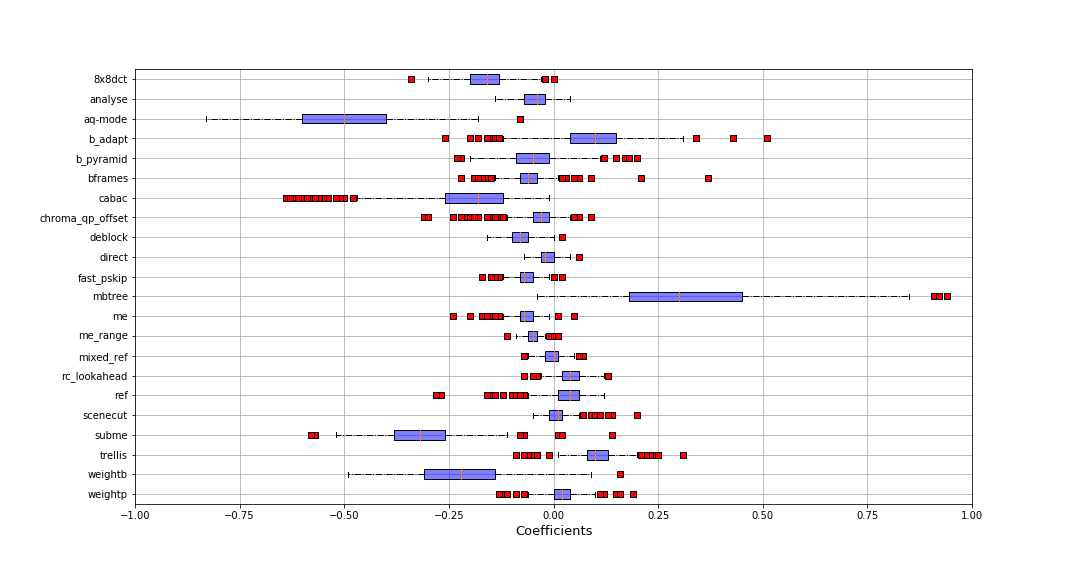 8x8dct
analyse
aq-mode
b_adapt
b_pyramid
bframes
cabac
chroma_qp_offset
deblock
direct
fast_pskip
mbtree
me
me_range
mixed_ref
rc_lookahead
ref
scenecut
subme
trellis
weightb
weightp
−1.00 −0.75 −0.50 −0.25 0.00 0.25 0.50 0.75 1.00
Coefficients